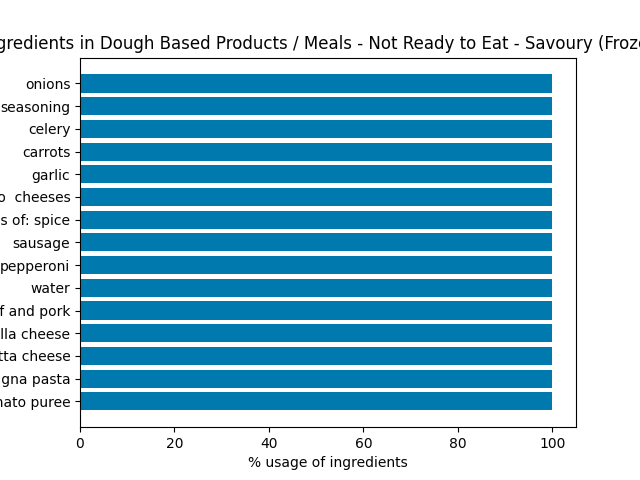 gredients in Dough Based Products / Meals - Not Ready to Eat - Savoury (Froze
onions
seasoning
celery
carrots
garlic
o cheeses
s of: spice
sausage
pepperoni
water
f and pork
lla cheese
tta cheese
gna pasta
nato puree
0 20 40 60 80 100
% usage of ingredients